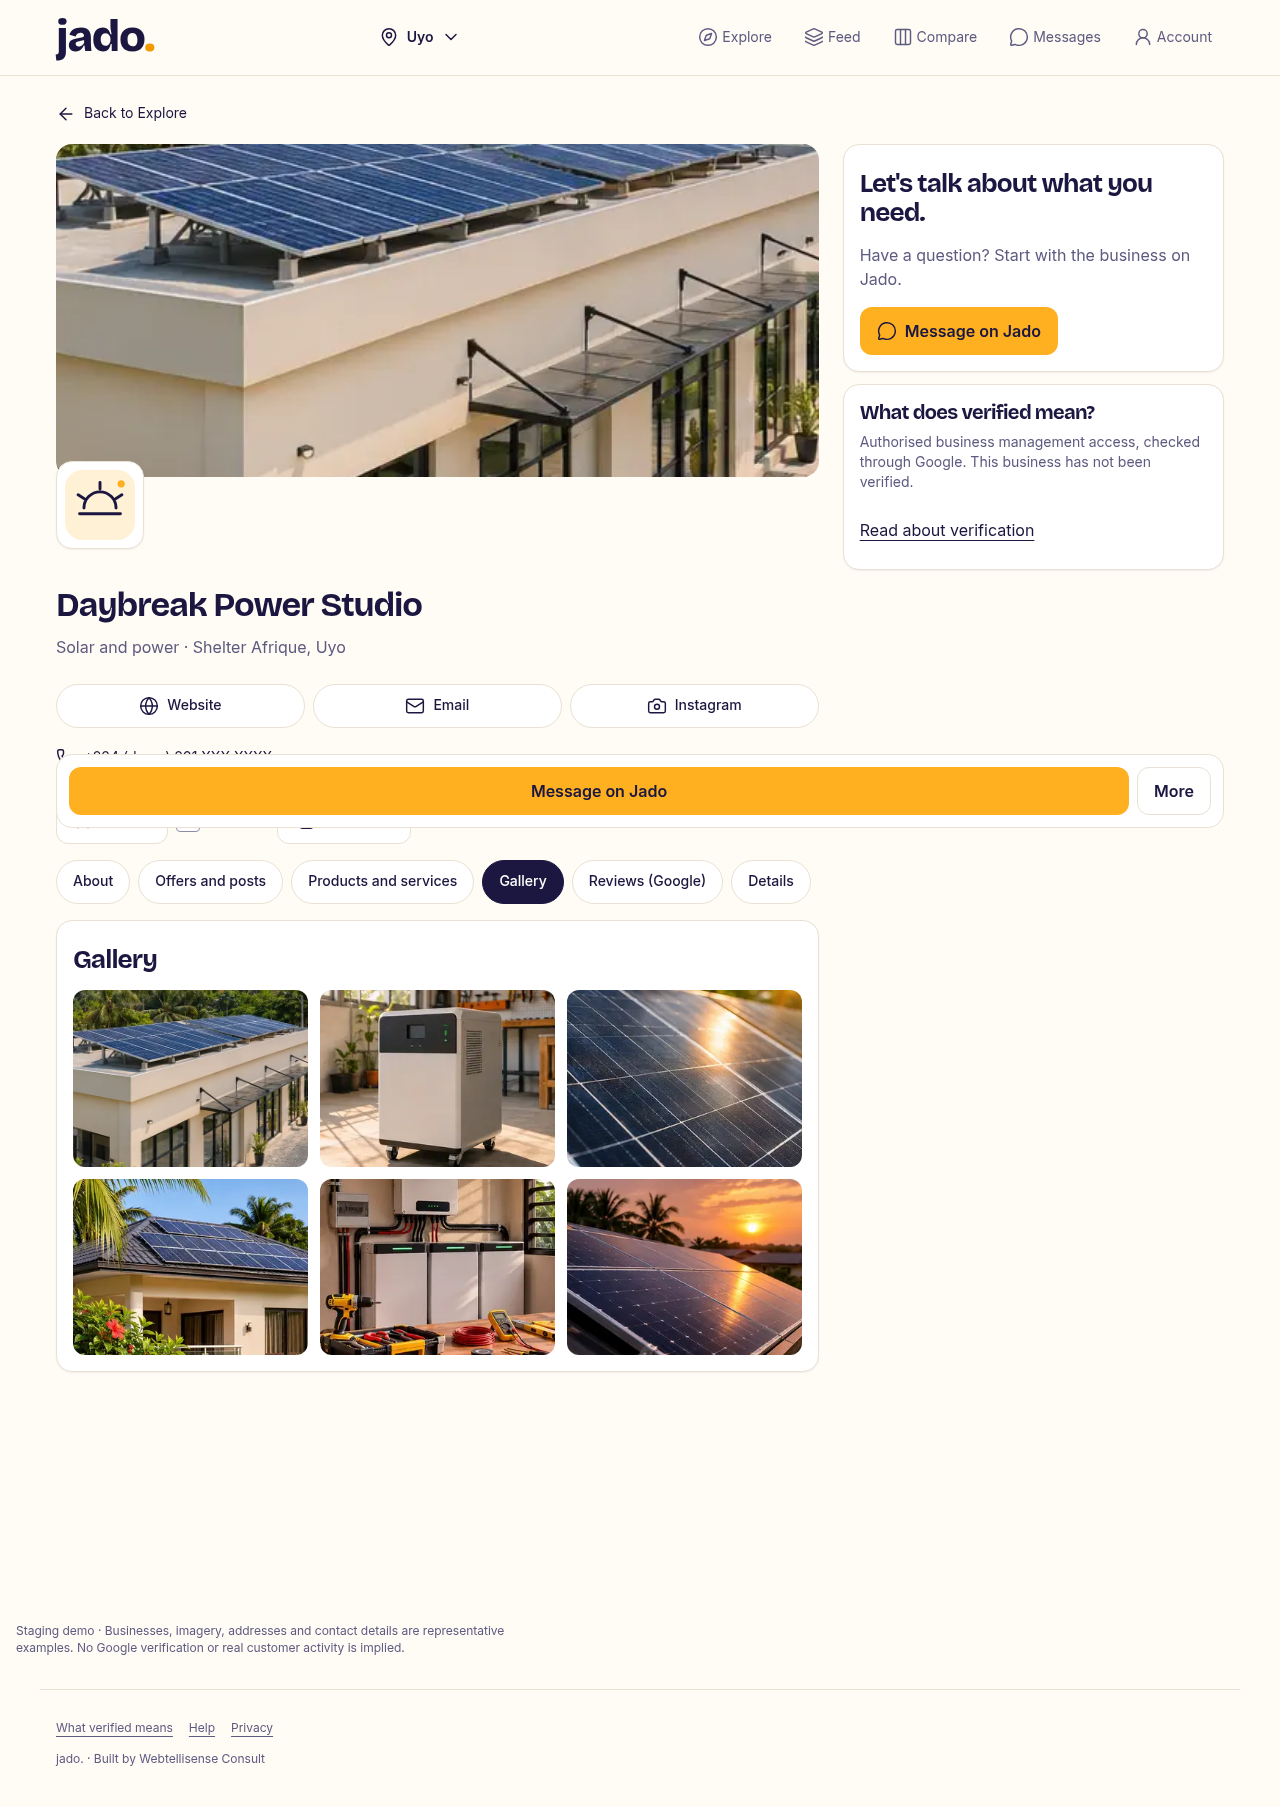 jado.
Uyo
Explore
Feed
Compare
Messages
Account
Back to Explore
Let's talk about what you
need.
Have a question? Start with the business on
Jado.
Message on Jado
What does verified mean?
Authorised business management access, checked
through Google. This business has not been
verified.
Read about verification
Daybreak Power Studio
Solar and power · Shelter Afrique, Uyo
Website
Email
Instagram
Message on Jado
More
About
Offers and posts
Products and services
Gallery
Reviews (Google)
Details
Gallery
Staging demo · Businesses, imagery, addresses and contact details are representative
examples. No Google verification or real customer activity is implied.
What verified means
Help
Privacy
jado. · Built by Webtellisense Consult